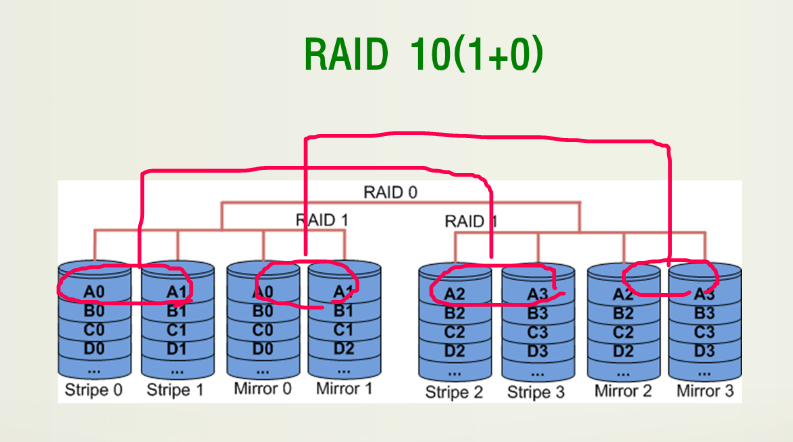 RAID 10(1+0)
RAID 0
RAID 1 RAID 1
A0 A1 A0 A1 A2 A3 A2 A3
B0 B1 B0 B1 B2 B3 B2 B3
C0 C1 C0 C1 C2 C3 C2 C3
D0 D1 D0 D2 D2 D3 D2 D3
... ... ... ... ... ... ... ...
Stripe 0 Stripe 1 Mirror 0 Mirror 1 Stripe 2 Stripe 3 Mirror 2 Mirror 3